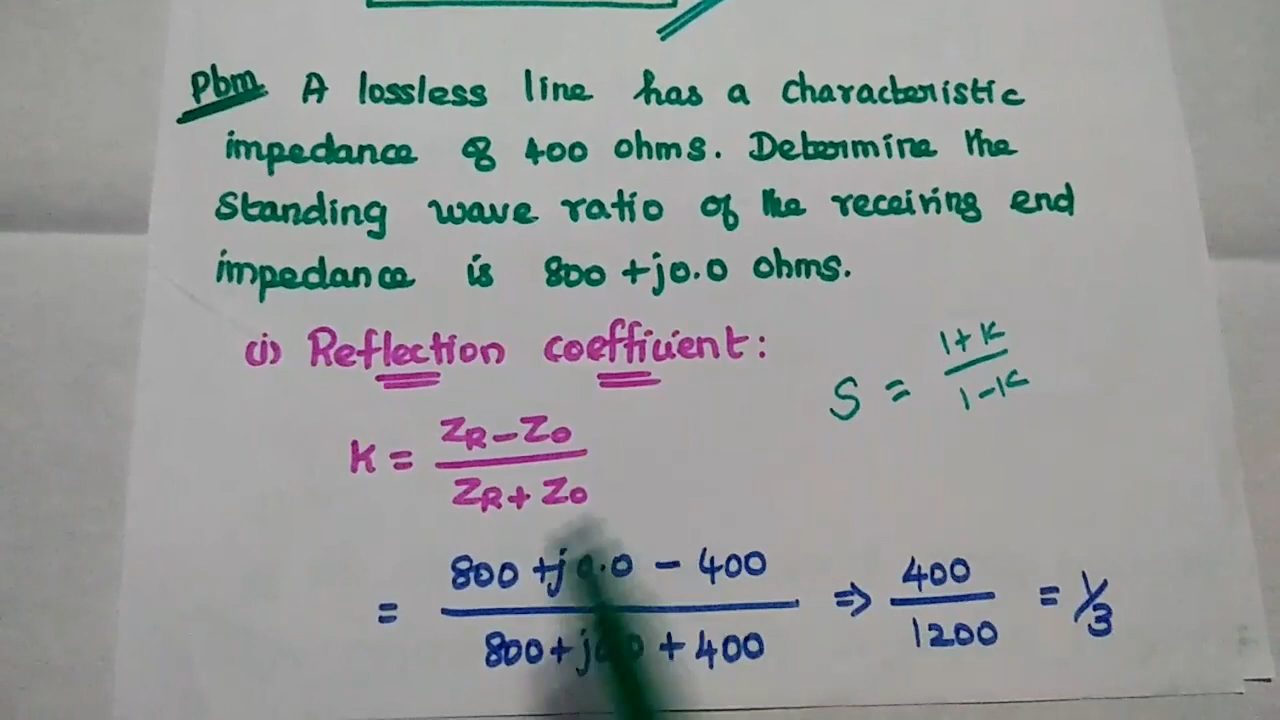 Pbm A lossless line has a characteristic
impedance of 400 ohms. Determine the
Standing wave ratio of the receiving end
impedance is 800 +j0.0 ohms.
(i) Reflection coefficient:
S = 1+K / 1-K
K = ZR-Z0 / ZR+Z0
= 800 +j0.0 - 400 / 800+j0.0 + 400 => 400 / 1200 = 1/3